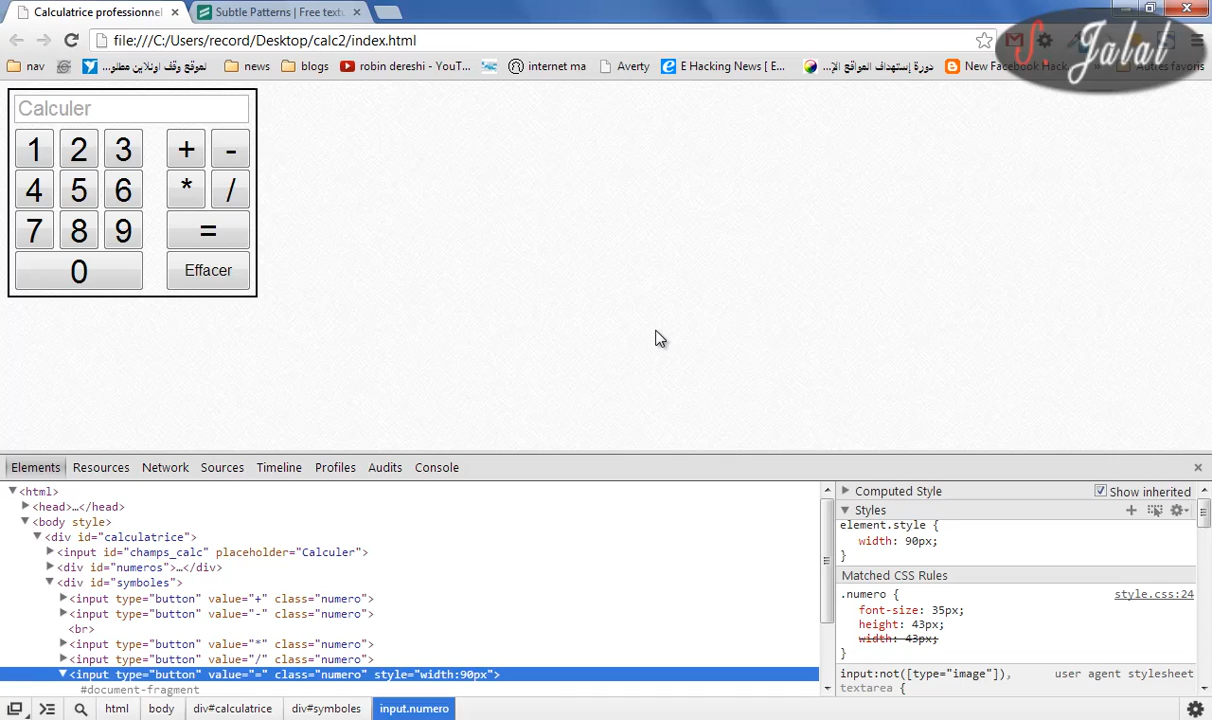 Calculatrice professionnel
Subtle Patterns | Free textu
file:///C:/Users/record/Desktop/calc2/index.html
S. Jalal
nav
لموقع وقف اونلاين مطلو...
news
blogs
robin dereshi - YouT...
internet ma
Averty
E Hacking News [ E...
دورة إستهداف المواقع الإ...
New Facebook Hack
Autres favoris
Calculer
1 2 3 + -
4 5 6 * /
7 8 9 =
0 Effacer
Elements Resources Network Sources Timeline Profiles Audits Console
<html>
<head>…</head>
<body style>
<div id="calculatrice">
<input id="champs_calc" placeholder="Calculer">
<div id="numeros">…</div>
<div id="symboles">
<input type="button" value="+" class="numero">
<input type="button" value="-" class="numero">
<br>
<input type="button" value="*" class="numero">
<input type="button" value="/" class="numero">
<input type="button" value="=" class="numero" style="width:90px">
#document-fragment
Computed Style
Show inherited
Styles
element.style {
width: 90px;
}
Matched CSS Rules
.numero {
style.css:24
font-size: 35px;
height: 43px;
width: 43px;
}
input:not([type="image"]),
user agent stylesheet
textarea {
html body div#calculatrice div#symboles input.numero